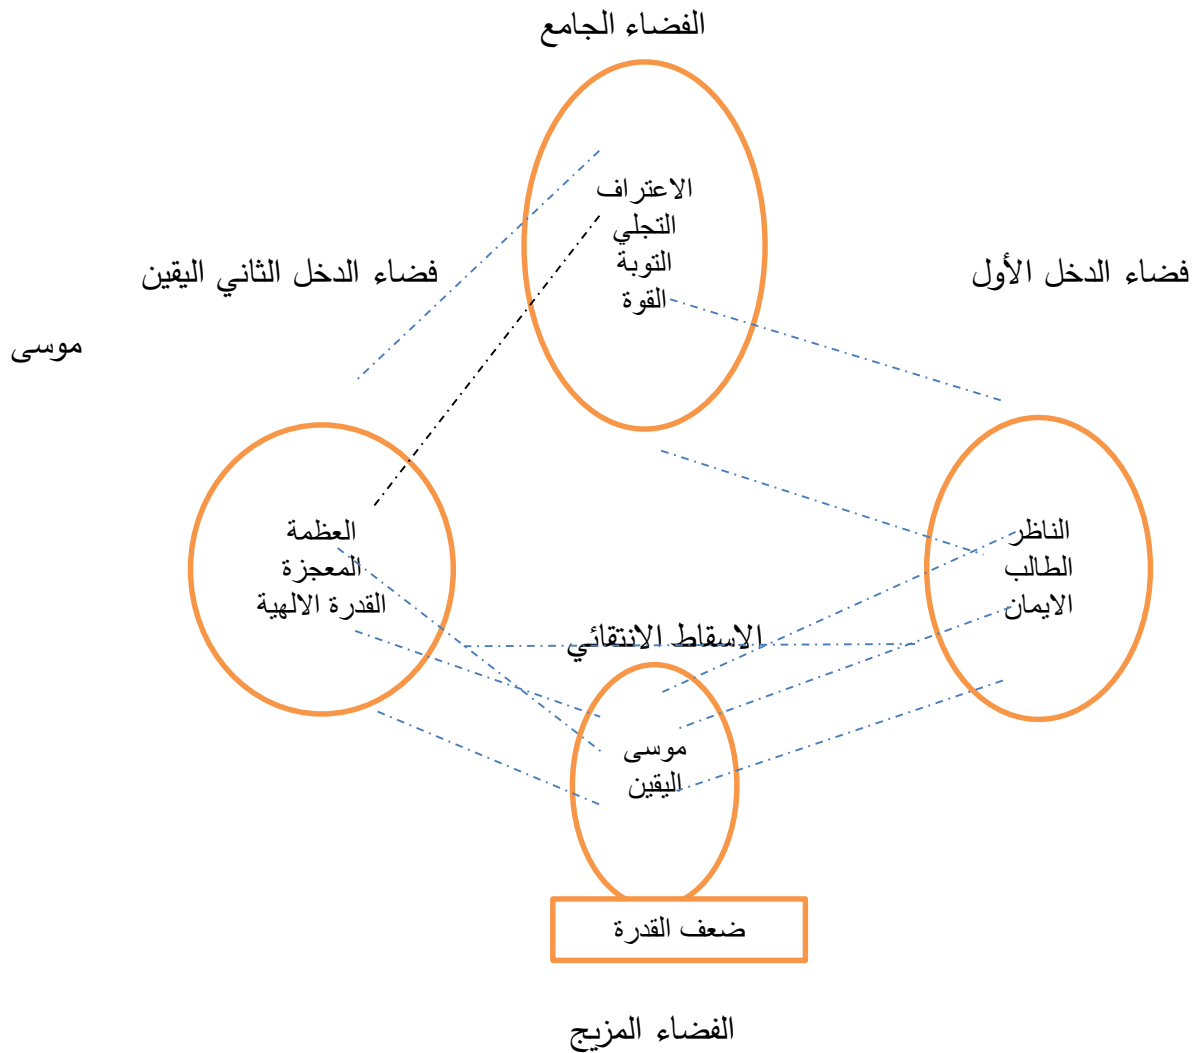 الفضاء الجامع
الاعتراف
التجلي
التوبة
القوة
فضاء الدخل الأول
فضاء الدخل الثاني اليقين
موسى
الناظر
الطالب
الايمان
العظمة
المعجزة
القدرة الالهية
الاسقاط الانتقائي
موسى
اليقين
ضعف القدرة
الفضاء المزيج